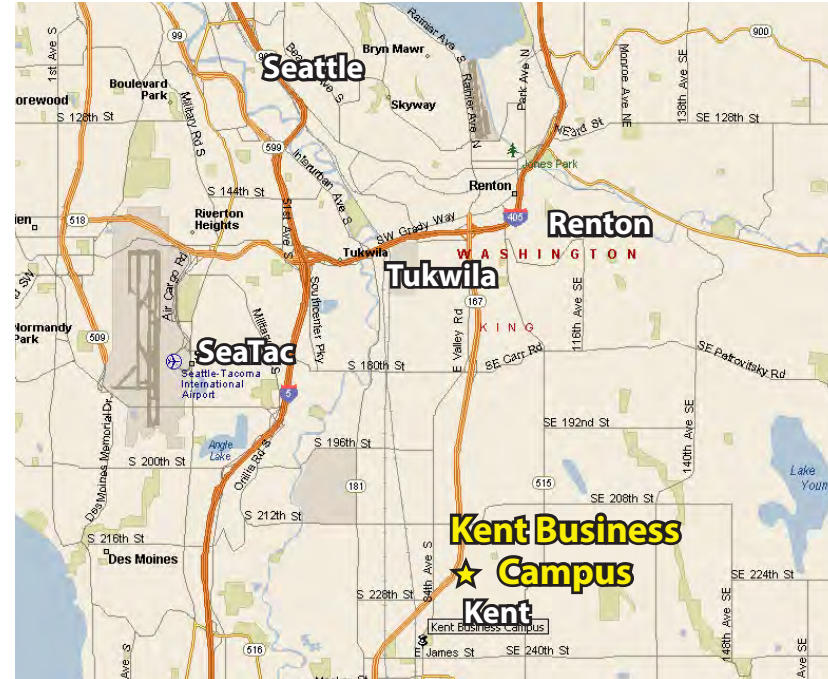 1st Ave S
99
900
Beacon Ave S
Bryn Mawr
Rainier Ave S
Rainier Ave N
Park Ave N
Monroe Ave NE
138th Ave SE
900
Seattle
Boulevard
Park
orewood
Military Rd S
Skyway
S 128th St
SE 128th St
NE3rd St
599
Interurban Ave S
Jones Park
S 144th St
51st Ave S
Renton
Riverton
Heights
ien
518
SW Grady Way
405
Renton
Tukwila
WASHINGTON
Tukwila
Air Cargo Rd
Southcenter Pky
167
116th Ave SE
KING
Normandy
Park
509
E Valley Rd
SeaTac
S 180th St
SE Carr Rd
SE Petrovitsky Rd
Seattle-Tacoma
International
Airport
5
Des Moines Memorial Dr
SE 192nd St
140th Ave SE
Angle
Lake
S 196th St
S 200th St
Orillia Rd S
181
515
Lake
Youn
SE 208th St
S 212th St
Kent Business
Campus
S 216th St
Des Moines
84th Ave S
SE 224th St
S 228th St
Kent
Kent Business Campus
148th Ave SE
516
E James St
SE 240th St